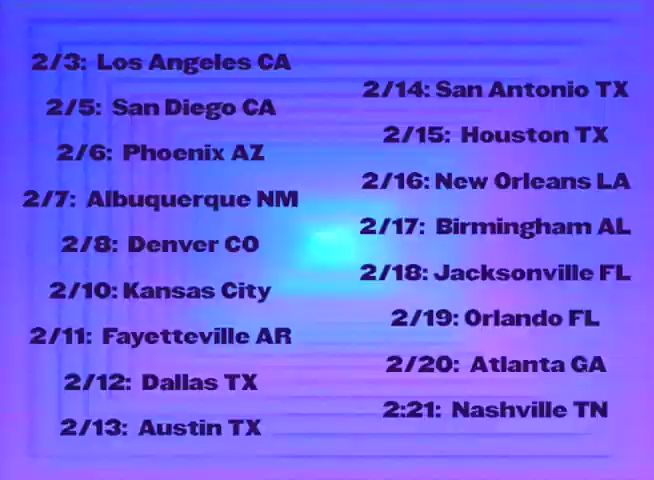 2/3: Los Angeles CA
2/5: San Diego CA
2/6: Phoenix AZ
2/7: Albuquerque NM
2/8: Denver CO
2/10: Kansas City
2/11: Fayetteville AR
2/12: Dallas TX
2/13: Austin TX
2/14: San Antonio TX
2/15: Houston TX
2/16: New Orleans LA
2/17: Birmingham AL
2/18: Jacksonville FL
2/19: Orlando FL
2/20: Atlanta GA
2:21: Nashville TN